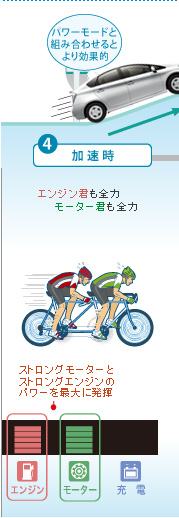 パワーモードと
組み合わせると
より効果的
4 加速時
エンジン君も全力
モーター君も全力
ストロングモーターと
ストロングエンジンの
パワーを最大に発揮
エンジン モーター 充電